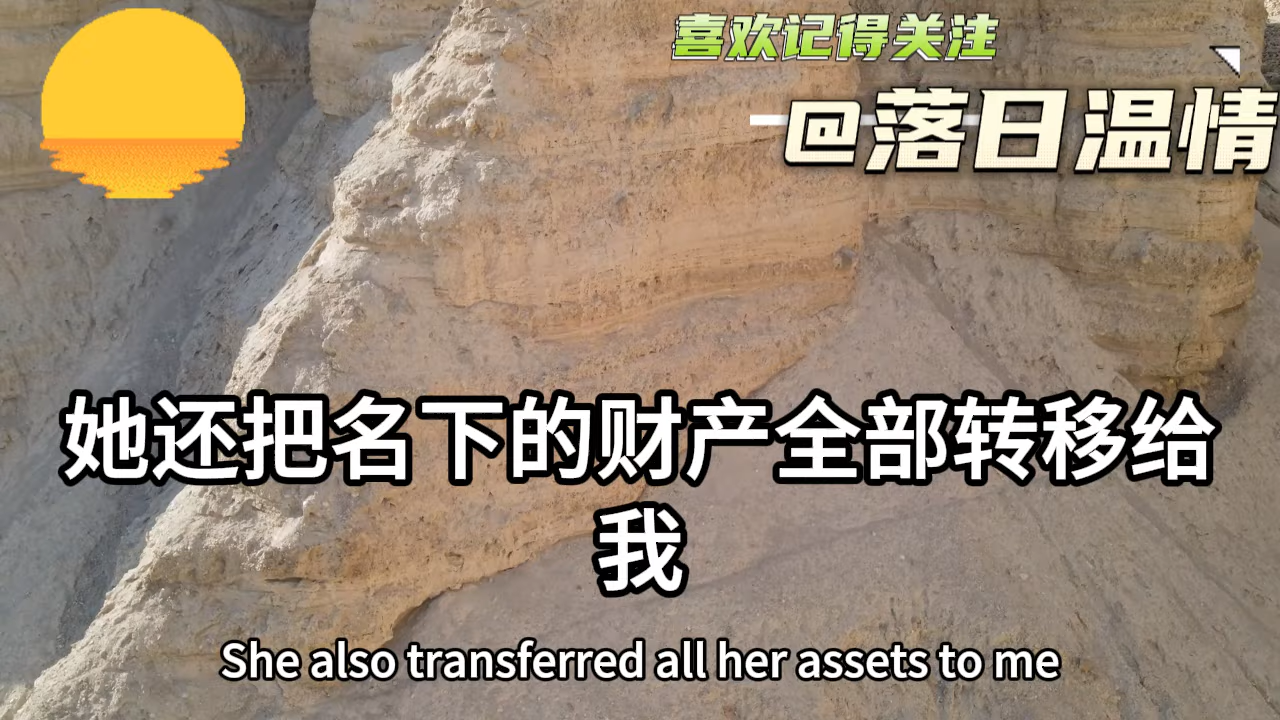 喜欢记得关注
@落日温情
她还把名下的财产全部转移给
我
She also transferred all her assets to me